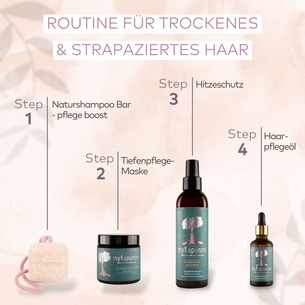 ROUTINE FÜR TROCKENES
& STRAPAZIERTES HAAR
Step
1
Naturshampoo Bar
- pflege boost
Step
2
Tiefenpflege-
Maske
Step
3
Hitzeschutz
Step
4
Haar-
pflegeöl
myRapunzel